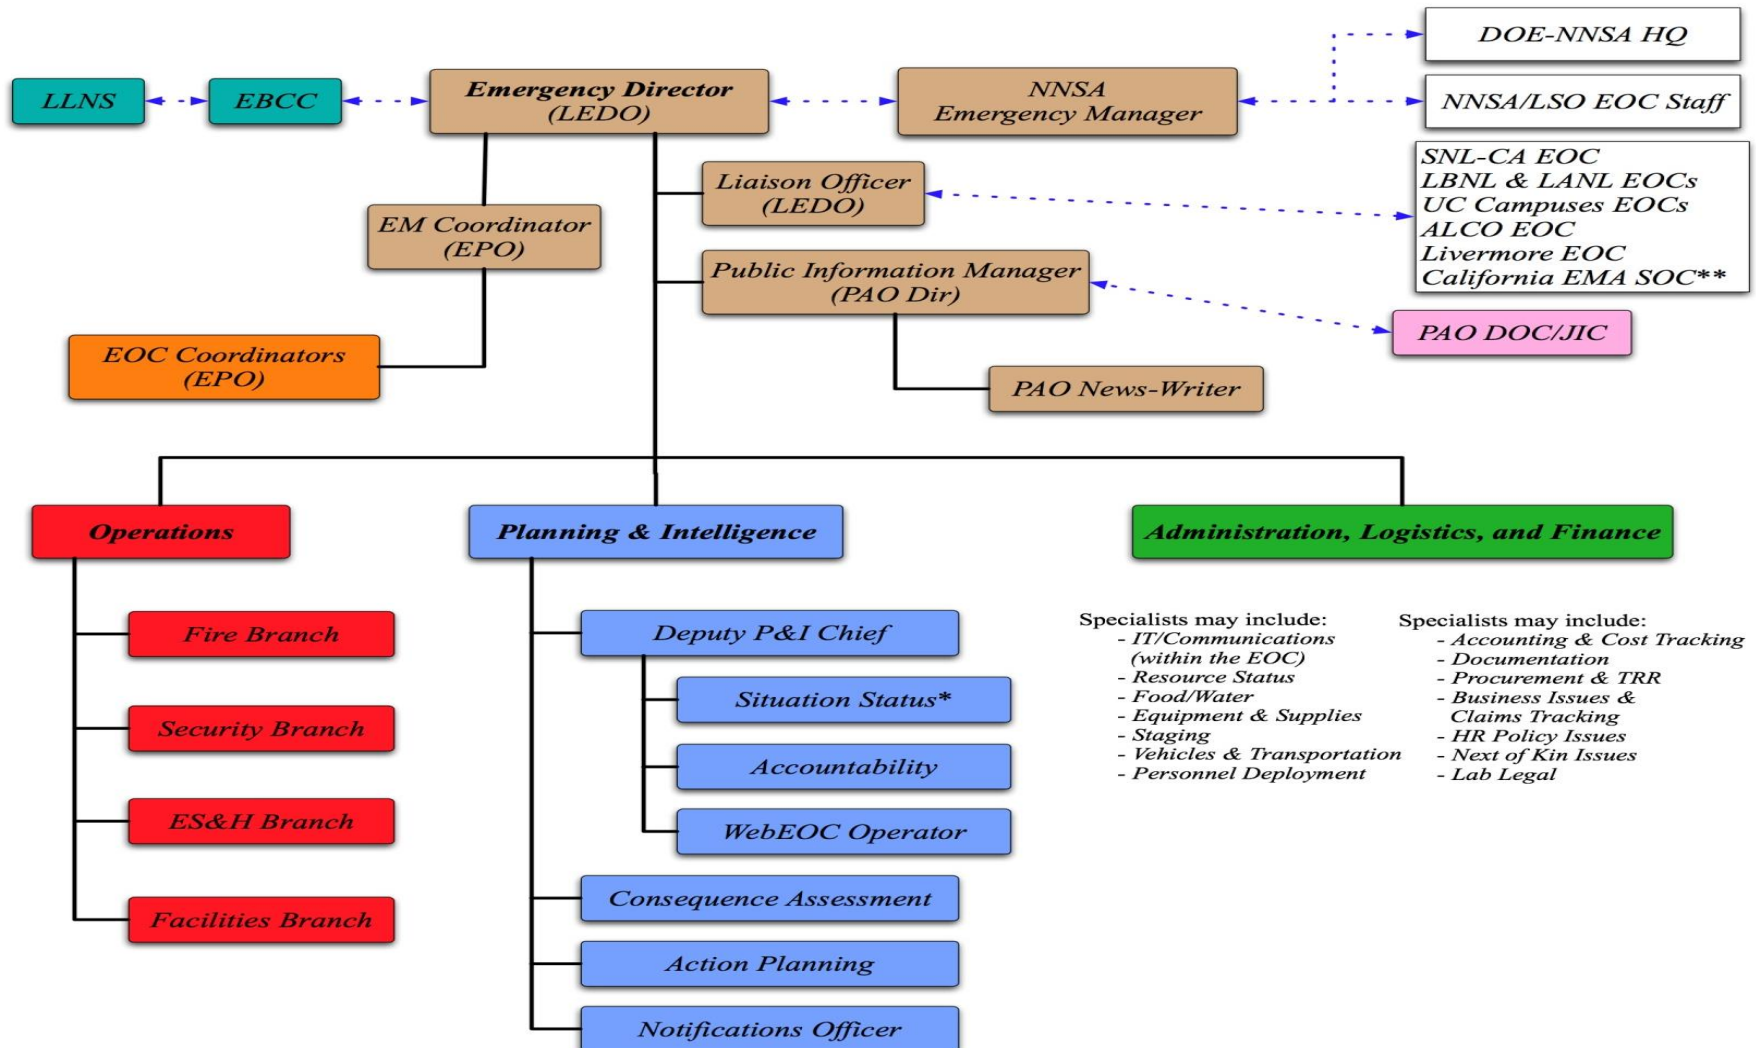 DOE-NNSA HQ
LLNS
EBCC
Emergency Director
(LEDO)
NNSA
Emergency Manager
NNSA/LSO EOC Staff
SNL-CA EOC
LBNL & LANL EOCs
UC Campuses EOCs
ALCO EOC
Livermore EOC
California EMA SOC**
Liaison Officer
(LEDO)
EM Coordinator
(EPO)
Public Information Manager
(PAO Dir)
PAO DOC/JIC
EOC Coordinators
(EPO)
PAO News-Writer
Operations
Planning & Intelligence
Administration, Logistics, and Finance
Fire Branch
Security Branch
ES&H Branch
Facilities Branch
Deputy P&I Chief
Situation Status*
Accountability
WebEOC Operator
Consequence Assessment
Action Planning
Notifications Officer
Specialists may include:
- IT/Communications
(within the EOC)
- Resource Status
- Food/Water
- Equipment & Supplies
- Staging
- Vehicles & Transportation
- Personnel Deployment
Specialists may include:
- Accounting & Cost Tracking
- Documentation
- Procurement & TRR
- Business Issues &
Claims Tracking
- HR Policy Issues
- Next of Kin Issues
- Lab Legal